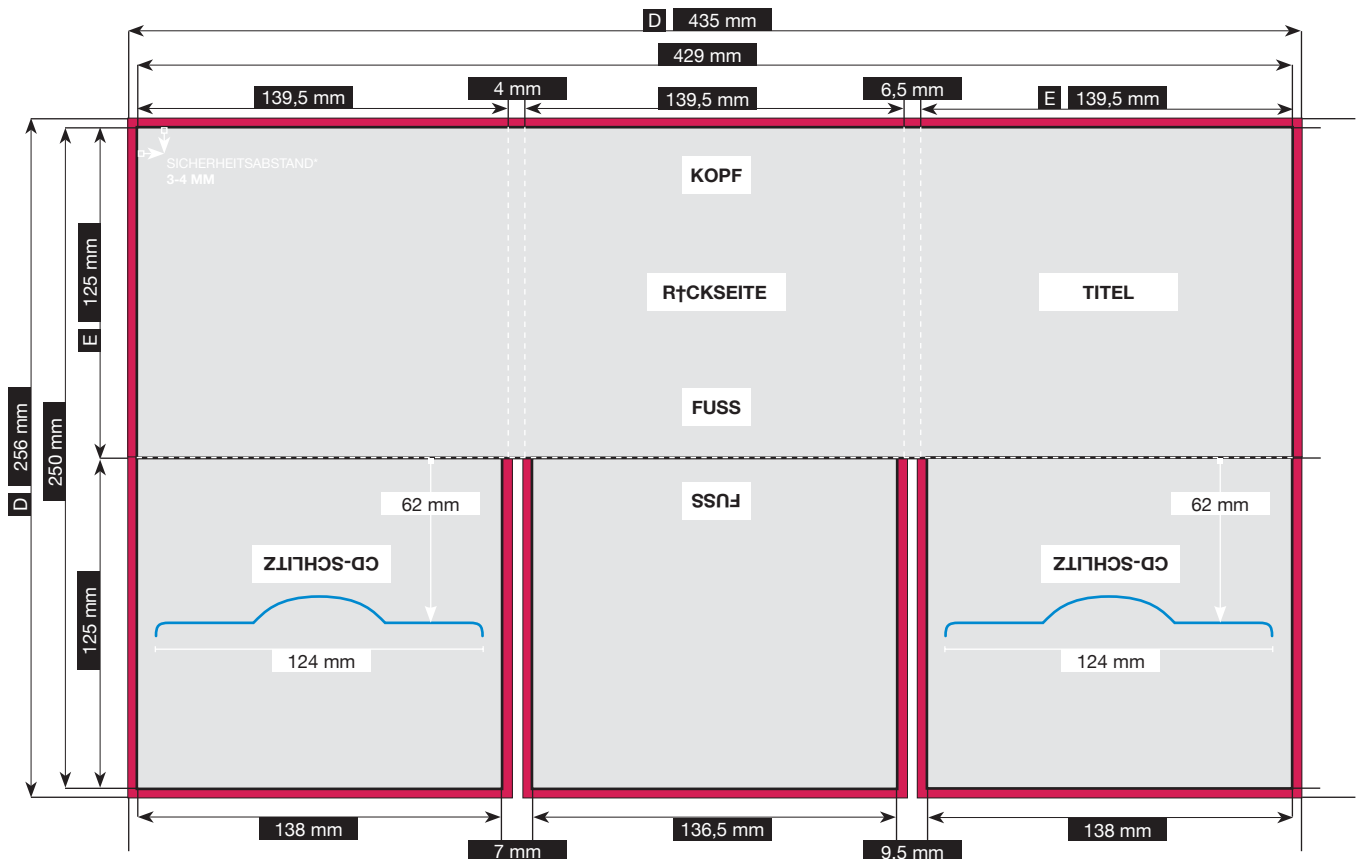 D 435 mm
429 mm
139,5 mm
4 mm
139,5 mm
6,5 mm
E 139,5 mm
SICHERHEITSABSTAND*
3-4 MM
KOPF
R†CKSEITE
TITEL
FUSS
E 125 mm
D 256 mm
250 mm
125 mm
62 mm
FUSS
62 mm
CD-SCHLITZ
CD-SCHLITZ
124 mm
124 mm
138 mm
7 mm
136,5 mm
9,5 mm
138 mm